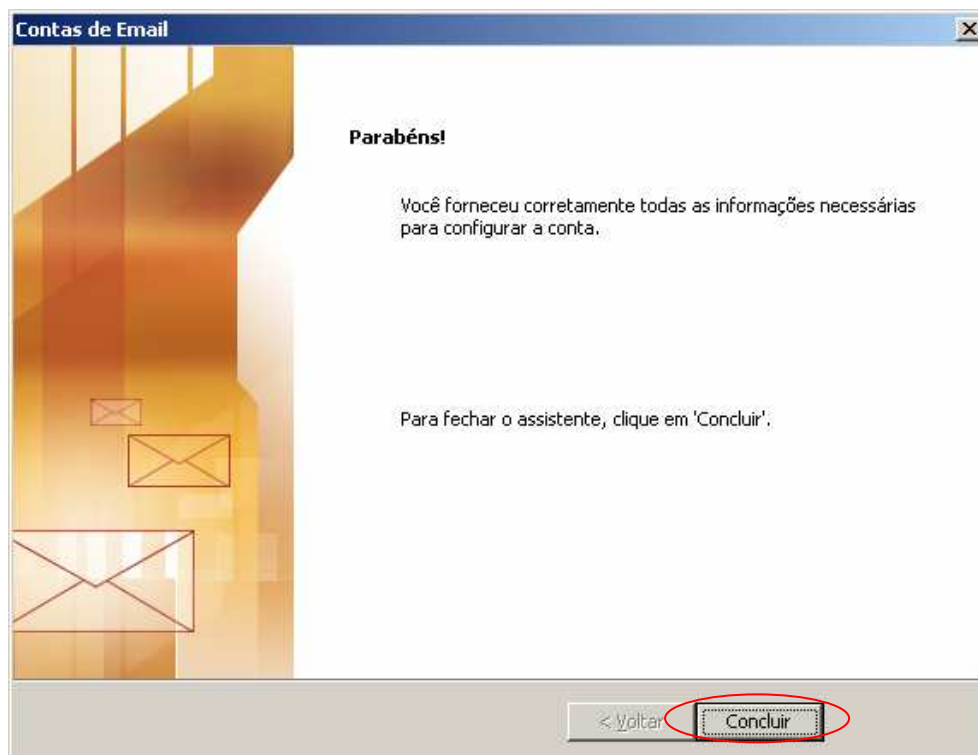 Contas de Email
Parabéns!
Você forneceu corretamente todas as informações necessárias
para configurar a conta.
Para fechar o assistente, clique em 'Concluir'.
< Voltar
Concluir